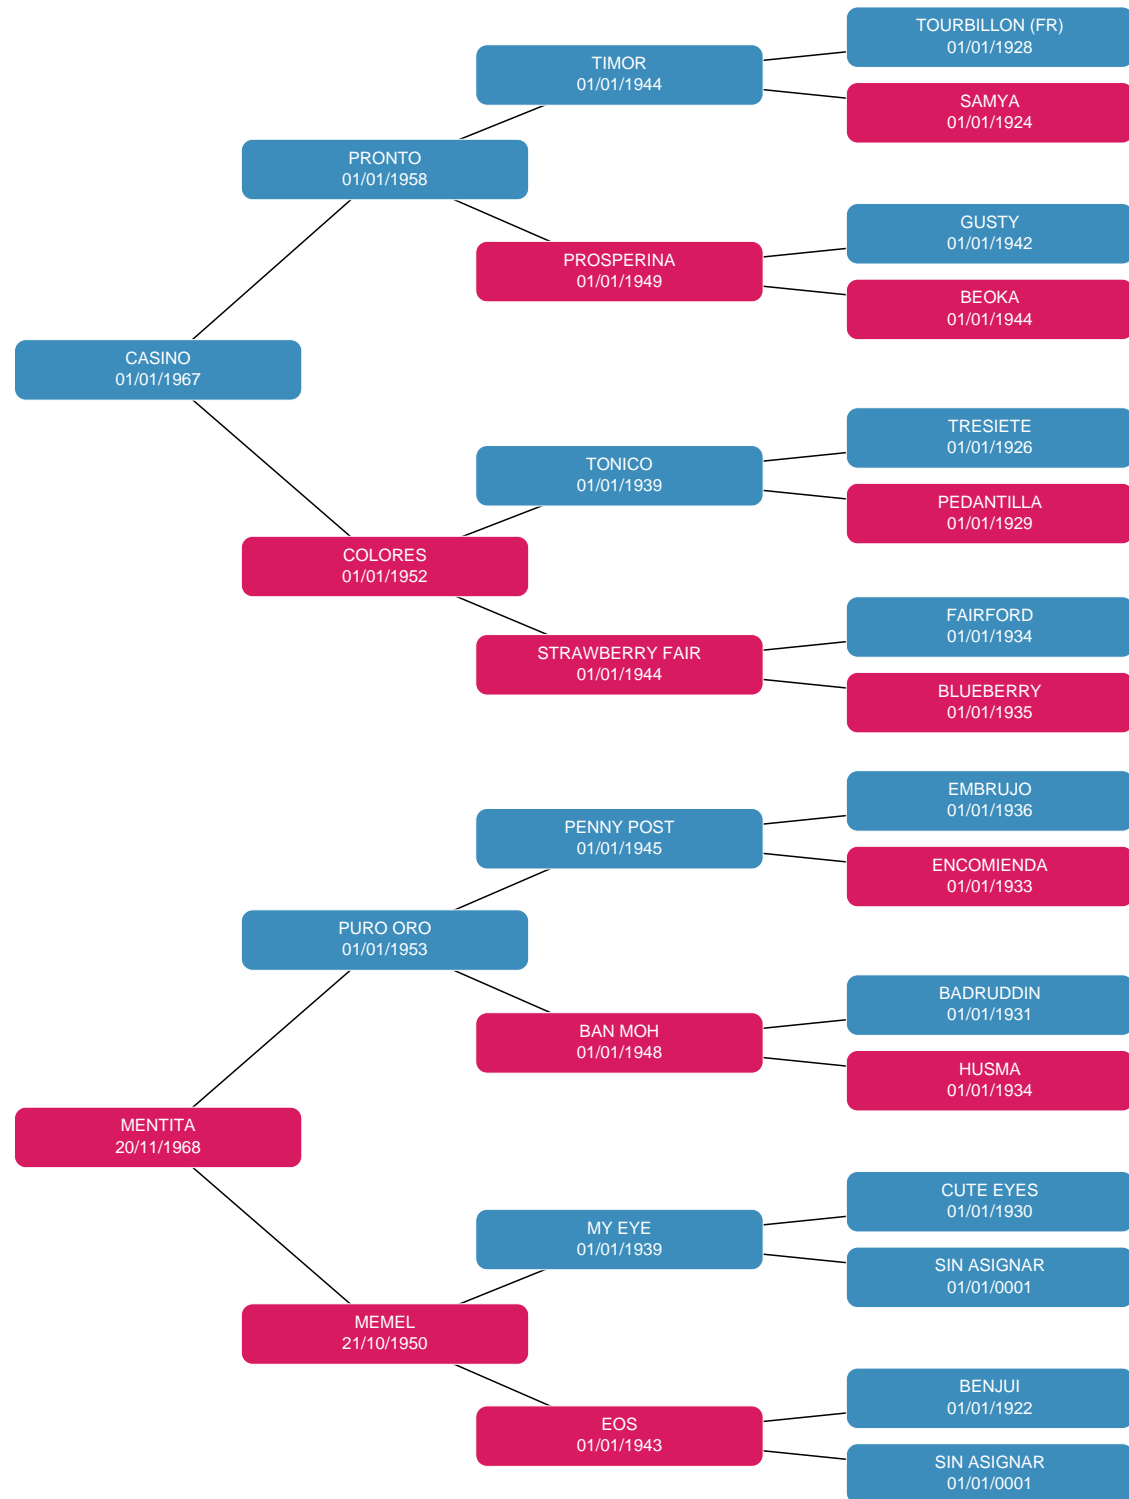 TOURBILLON (FR)
01/01/1928
TIMOR
01/01/1944
SAMYA
01/01/1924
PRONTO
01/01/1958
GUSTY
01/01/1942
PROSPERINA
01/01/1949
BEOKA
01/01/1944
CASINO
01/01/1967
TRESIETE
01/01/1926
TONICO
01/01/1939
PEDANTILLA
01/01/1929
COLORES
01/01/1952
FAIRFORD
01/01/1934
STRAWBERRY FAIR
01/01/1944
BLUEBERRY
01/01/1935
EMBRUJO
01/01/1936
PENNY POST
01/01/1945
ENCOMIENDA
01/01/1933
PURO ORO
01/01/1953
BADRUDDIN
01/01/1931
BAN MOH
01/01/1948
HUSMA
01/01/1934
MENTITA
20/11/1968
CUTE EYES
01/01/1930
MY EYE
01/01/1939
SIN ASIGNAR
01/01/0001
MEMEL
21/10/1950
BENJUI
01/01/1922
EOS
01/01/1943
SIN ASIGNAR
01/01/0001